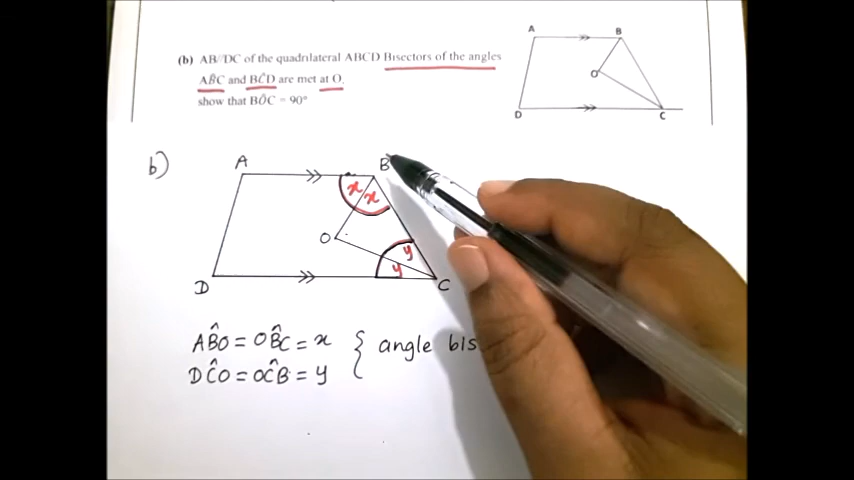 (b) AB//DC of the quadrilateral ABCD Bisectors of the angles
AB̂C and BĈD are met at O.
show that BÔC = 90°
A
B
O
D
C
b)
A
B
x
x
O
y
y
D
C
AB̂O = OB̂C = x
DĈO = OĈB = y
{ angle bis